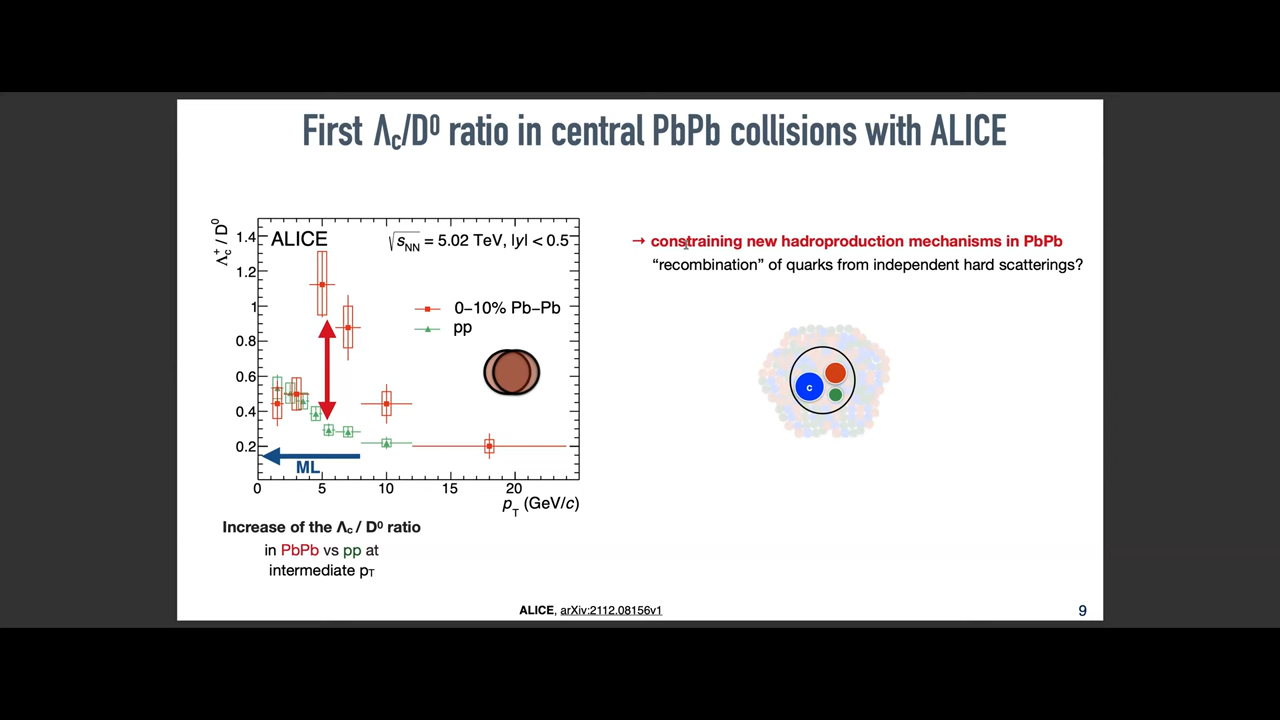 First Λc/D⁰ ratio in central PbPb collisions with ALICE
Λc⁺ / D⁰
1.4
1.2
1
0.8
0.6
0.4
0.2
ALICE
√sNN = 5.02 TeV, |y| < 0.5
0–10% Pb–Pb
pp
ML
0
5
10
15
20
pT (GeV/c)
Increase of the Λc / D⁰ ratio
in PbPb vs pp at
intermediate pT
→ constraining new hadroproduction mechanisms in PbPb
“recombination” of quarks from independent hard scatterings?
c
ALICE, arXiv:2112.08156v1
9